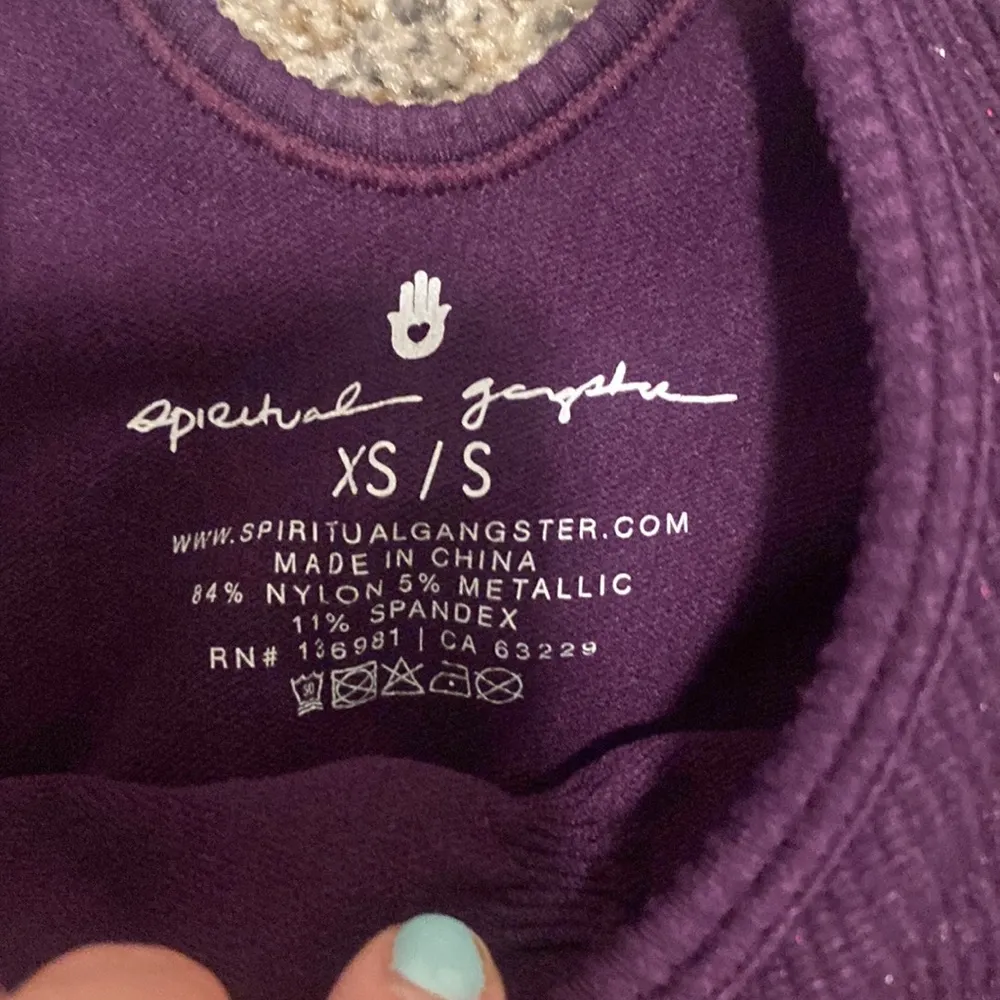 spiritual gangster
XS / S
WWW.SPIRITUALGANGSTER.COM
MADE IN CHINA
84% NYLON 5% METALLIC
11% SPANDEX
RN# 136981 | CA 63229
30